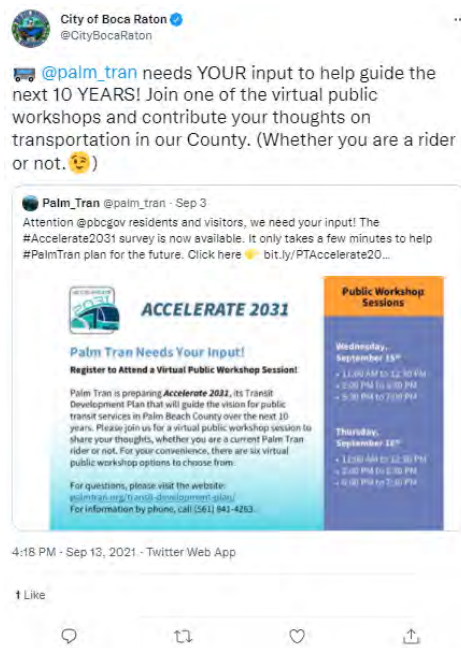 City of Boca Raton
@CityBocaRaton
@palm_tran needs YOUR input to help guide the
next 10 YEARS! Join one of the virtual public
workshops and contribute your thoughts on
transportation in our County. (Whether you are a rider
or not.😉)
Palm_Tran @palm_tran · Sep 3
Attention @pbcgov residents and visitors, we need your input! The
#Accelerate2031 survey is now available. It only takes a few minutes to help
#PalmTran plan for the future. Click here 👉 bit.ly/PTAccelerate20...
ACCELERATE 2031
Palm Tran Needs Your Input!
Register to Attend a Virtual Public Workshop Session!
Palm Tran is preparing Accelerate 2031, its Transit
Development Plan that will guide the vision for public
transit services in Palm Beach County over the next 10
years. Please join us for a virtual public workshop session to
share your thoughts, whether you are a current Palm Tran
rider or not. For your convenience, there are six virtual
public workshop options to choose from.
For questions, please visit the website:
palmtran.org/transit-development-plan/
For information by phone, call (561) 841-4263.
Public Workshop
Sessions
Wednesday,
September 15th
Thursday,
September 16th
4:18 PM · Sep 13, 2021 · Twitter Web App
1 Like